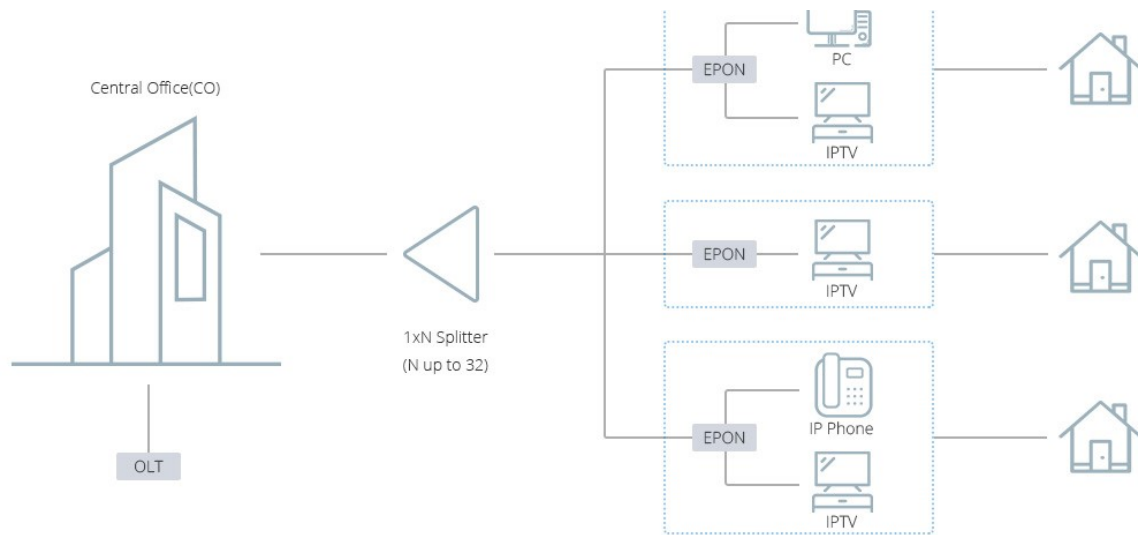 Central Office(CO)
OLT
1xN Splitter
(N up to 32)
EPON
PC
IPTV
EPON
IPTV
EPON
IP Phone
IPTV